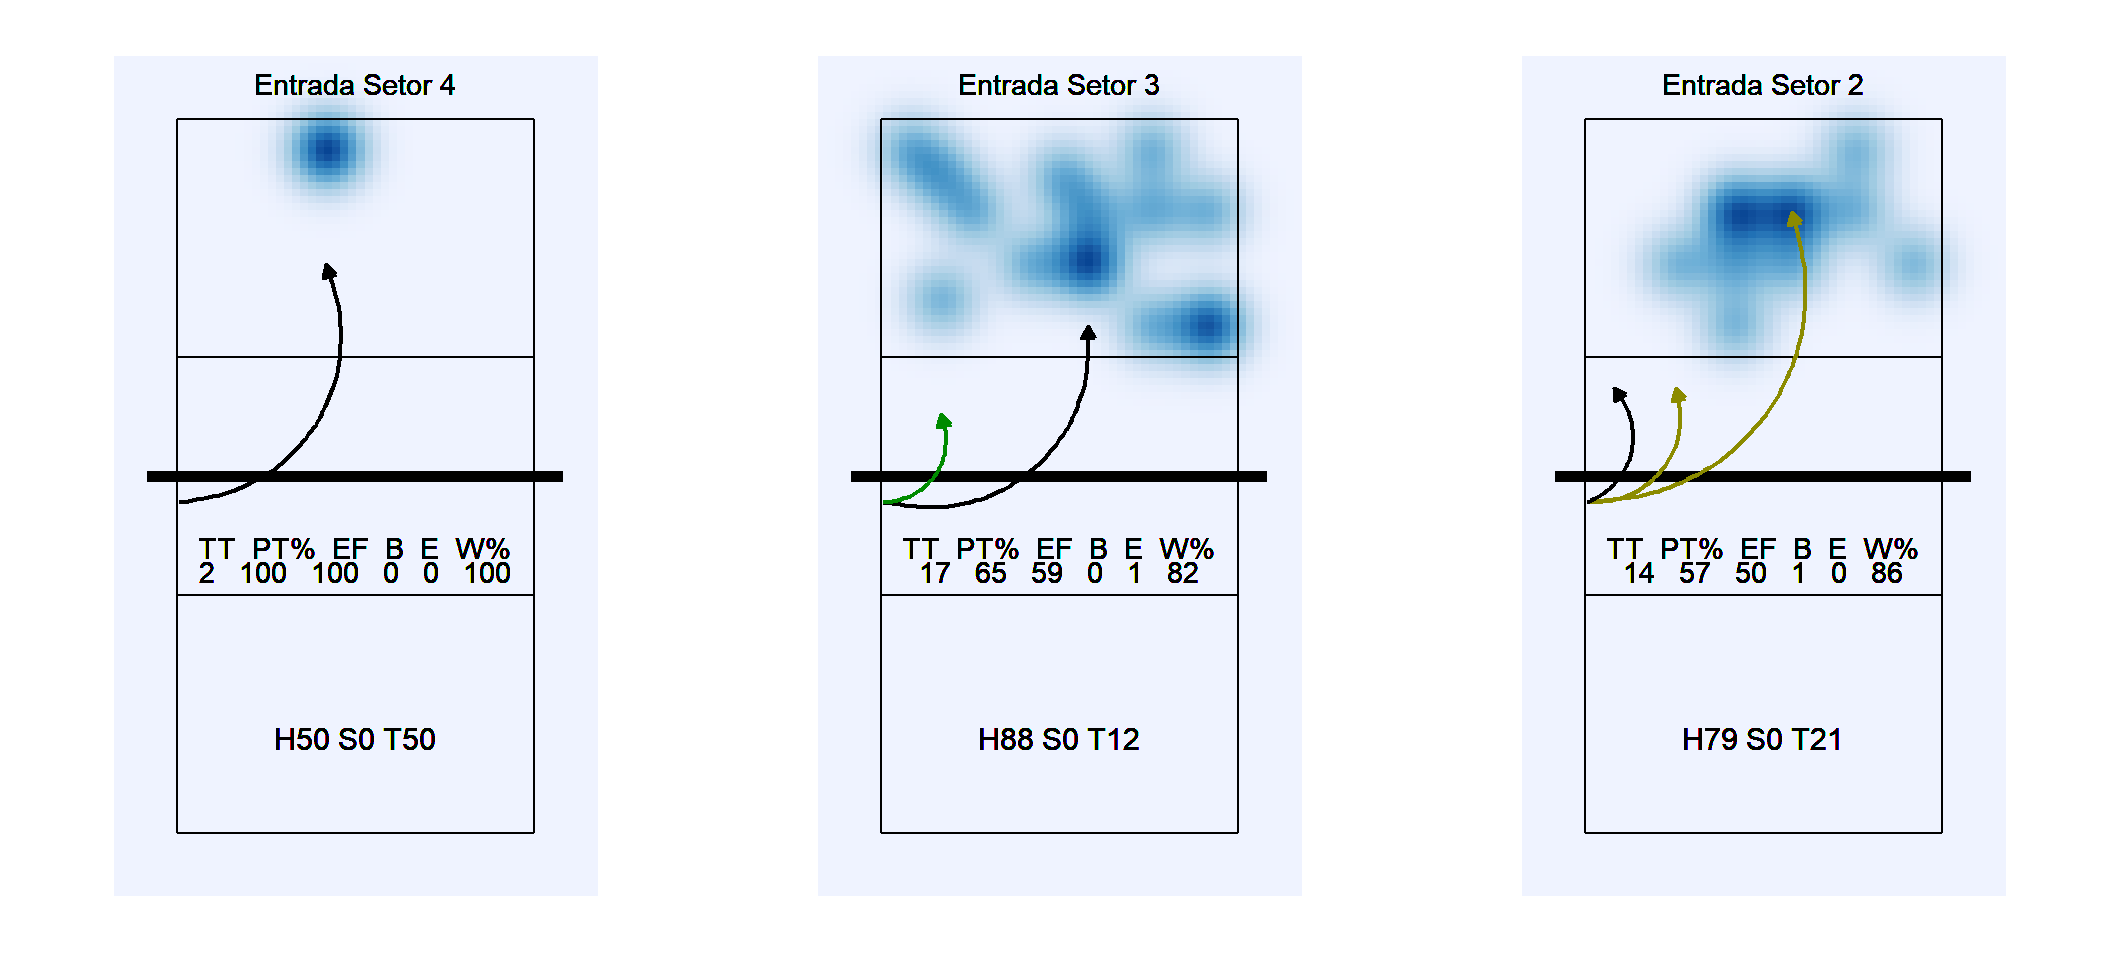 Entrada Setor 4
TT PT% EF B E W%
2 100 100 0 0 100
H50 S0 T50
Entrada Setor 3
TT PT% EF B E W%
17 65 59 0 1 82
H88 S0 T12
Entrada Setor 2
TT PT% EF B E W%
14 57 50 1 0 86
H79 S0 T21